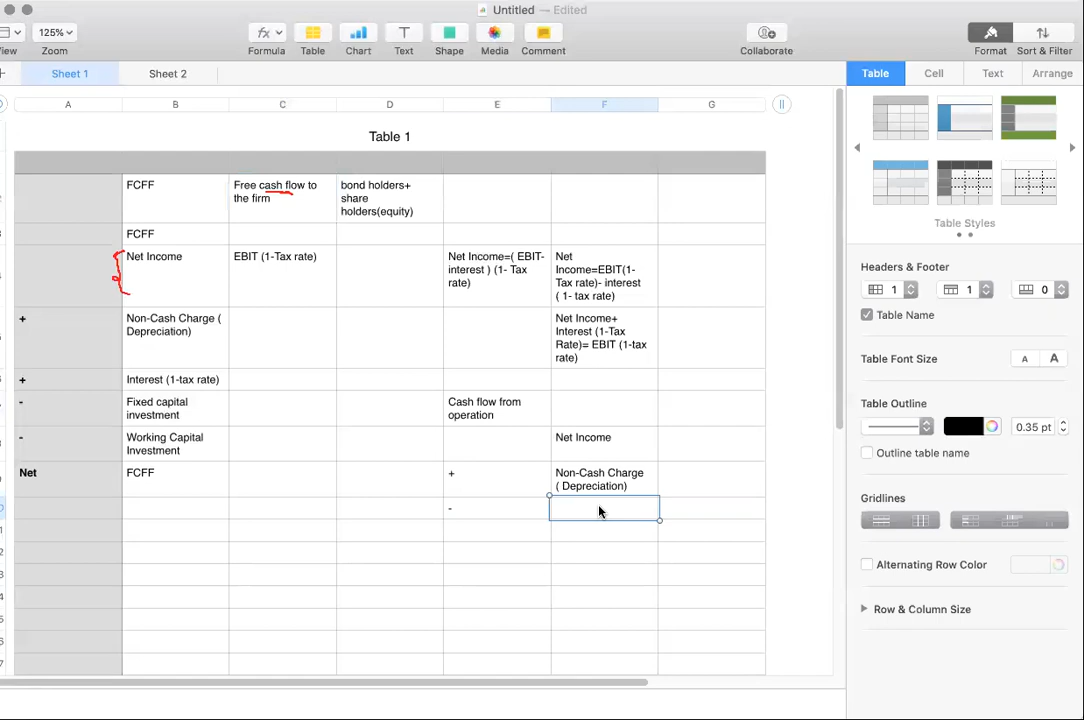 Untitled — Edited
125%
View
Zoom
Formula
Table
Chart
Text
Shape
Media
Comment
Collaborate
Format
Sort & Filter
Sheet 1
Sheet 2
Table
Cell
Text
Arrange
A
B
C
D
E
F
G
Table 1
FCFF
Free cash flow to
the firm
bond holders+
share
holders(equity)
FCFF
Net Income
EBIT (1-Tax rate)
Net Income=( EBIT-
interest ) (1- Tax
rate)
Net
Income=EBIT(1-
Tax rate)- interest
( 1- tax rate)
+
Non-Cash Charge (
Depreciation)
Net Income+
Interest (1-Tax
Rate)= EBIT (1-tax
rate)
+
Interest (1-tax rate)
-
Fixed capital
investment
Cash flow from
operation
-
Working Capital
Investment
Net Income
Net
FCFF
+
Non-Cash Charge
( Depreciation)
-
Table Styles
Headers & Footer
1
1
0
Table Name
Table Font Size
A
A
Table Outline
0.35 pt
Outline table name
Gridlines
Alternating Row Color
Row & Column Size